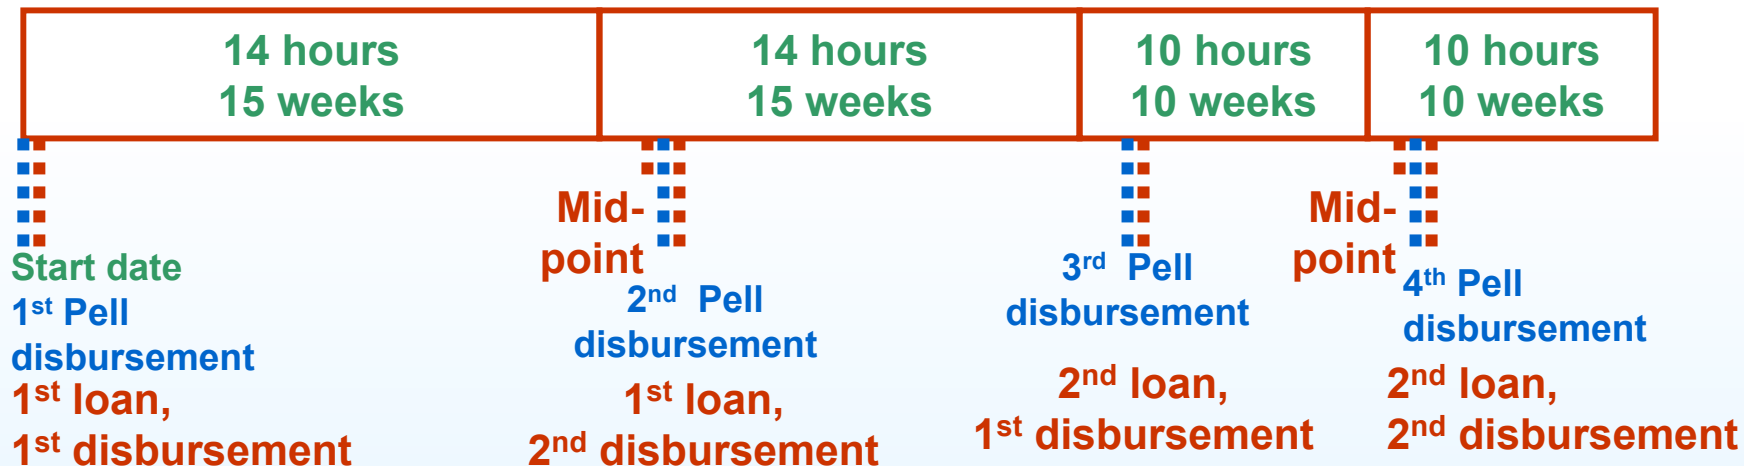 14 hours
15 weeks
14 hours
15 weeks
10 hours
10 weeks
10 hours
10 weeks
Start date
1st Pell
disbursement
1st loan,
1st disbursement
Mid-
point
2nd Pell
disbursement
1st loan,
2nd disbursement
3rd Pell
disbursement
2nd loan,
1st disbursement
Mid-
point
4th Pell
disbursement
2nd loan,
2nd disbursement